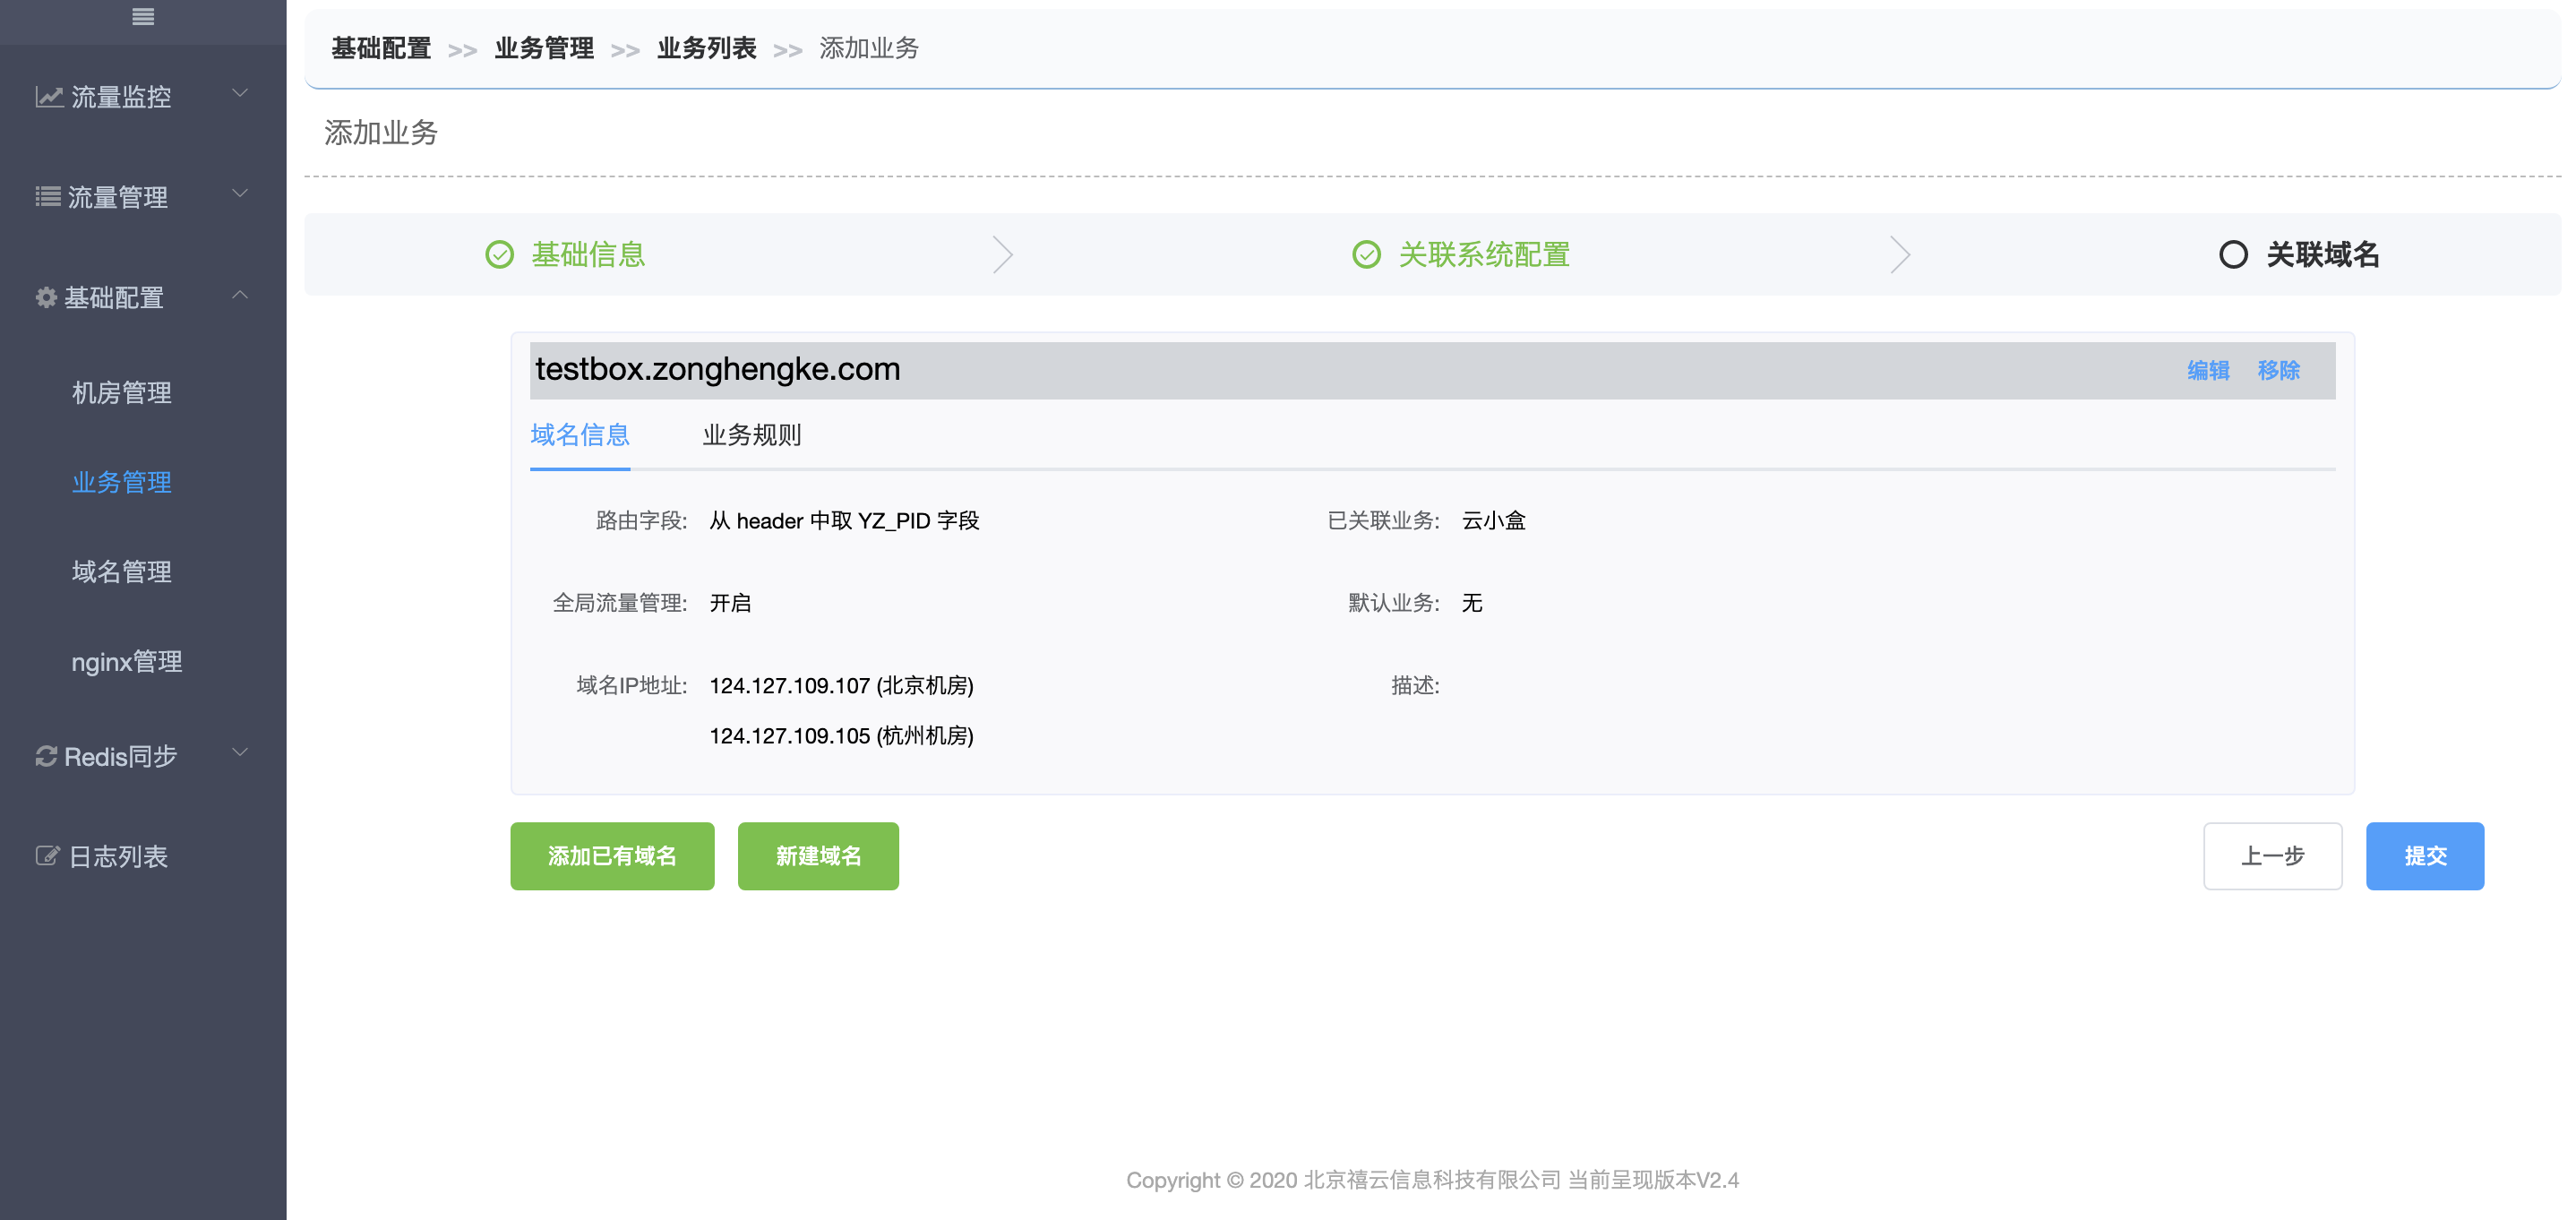 流量监控
流量管理
基础配置
机房管理
业务管理
域名管理
nginx管理
Redis同步
日志列表
基础配置 >> 业务管理 >> 业务列表 >> 添加业务
添加业务
基础信息
关联系统配置
关联域名
testbox.zonghengke.com
编辑 移除
域名信息 业务规则
路由字段: 从 header 中取 YZ_PID 字段
已关联业务: 云小盒
全局流量管理: 开启
默认业务: 无
域名IP地址: 124.127.109.107 (北京机房)
124.127.109.105 (杭州机房)
描述:
添加已有域名 新建域名
上一步 提交
Copyright © 2020 北京禧云信息科技有限公司 当前呈现版本V2.4